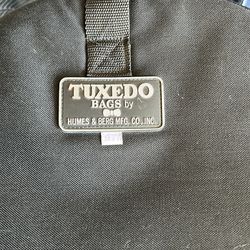 TUXEDO
BAGS by
HUMES & BERG MFG. CO., INC.